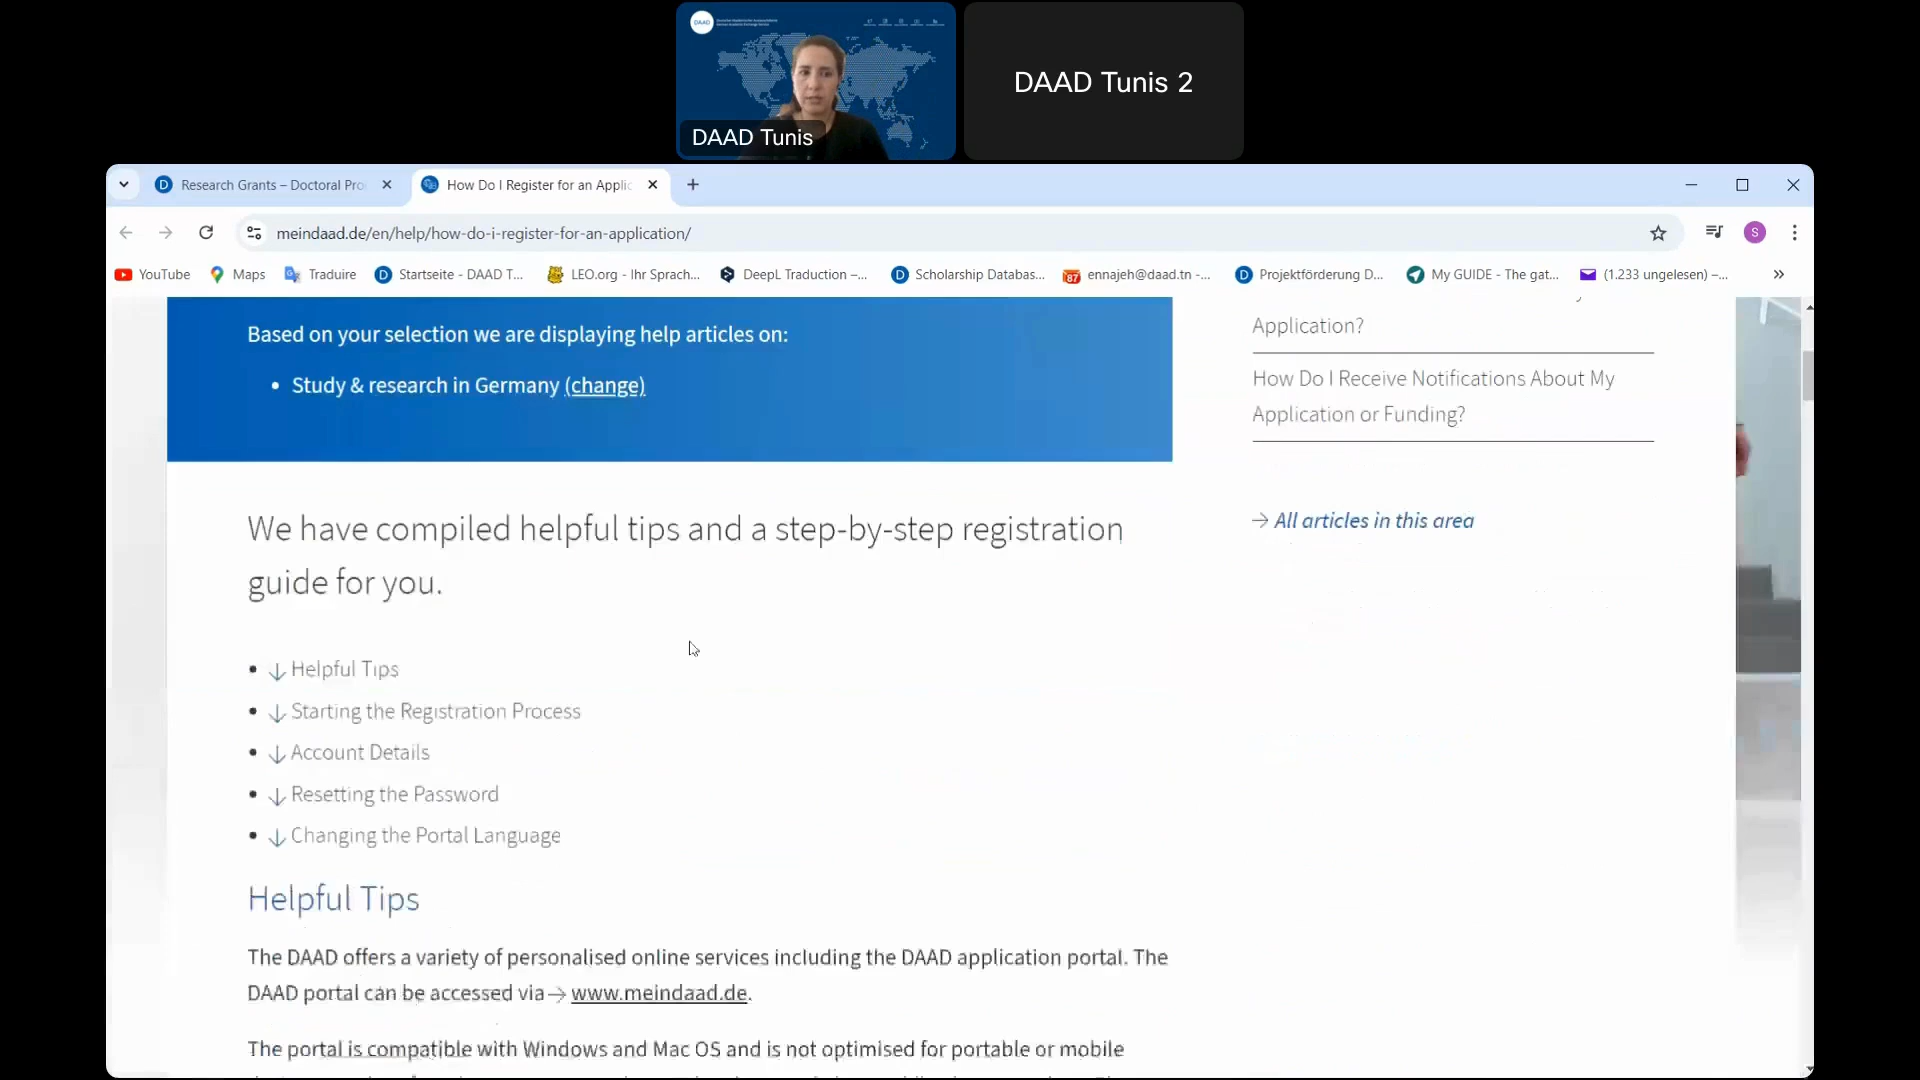 DAAD
DAAD Tunis
DAAD Tunis 2
Research Grants – Doctoral Pro
How Do I Register for an Applic
meindaad.de/en/help/how-do-i-register-for-an-application/
S
YouTube
Maps
Traduire
Startseite - DAAD T...
LEO.org - Ihr Sprach...
DeepL Traduction –...
Scholarship Databas...
87
ennajeh@daad.tn -...
Projektförderung D...
My GUIDE - The gat...
(1.233 ungelesen) –...
Based on your selection we are displaying help articles on:
• Study & research in Germany (change)
Application?
How Do I Receive Notifications About My
Application or Funding?
→ All articles in this area
We have compiled helpful tips and a step-by-step registration
guide for you.
• ↓ Helpful Tips
• ↓ Starting the Registration Process
• ↓ Account Details
• ↓ Resetting the Password
• ↓ Changing the Portal Language
Helpful Tips
The DAAD offers a variety of personalised online services including the DAAD application portal. The
DAAD portal can be accessed via → www.meindaad.de.
The portal is compatible with Windows and Mac OS and is not optimised for portable or mobile